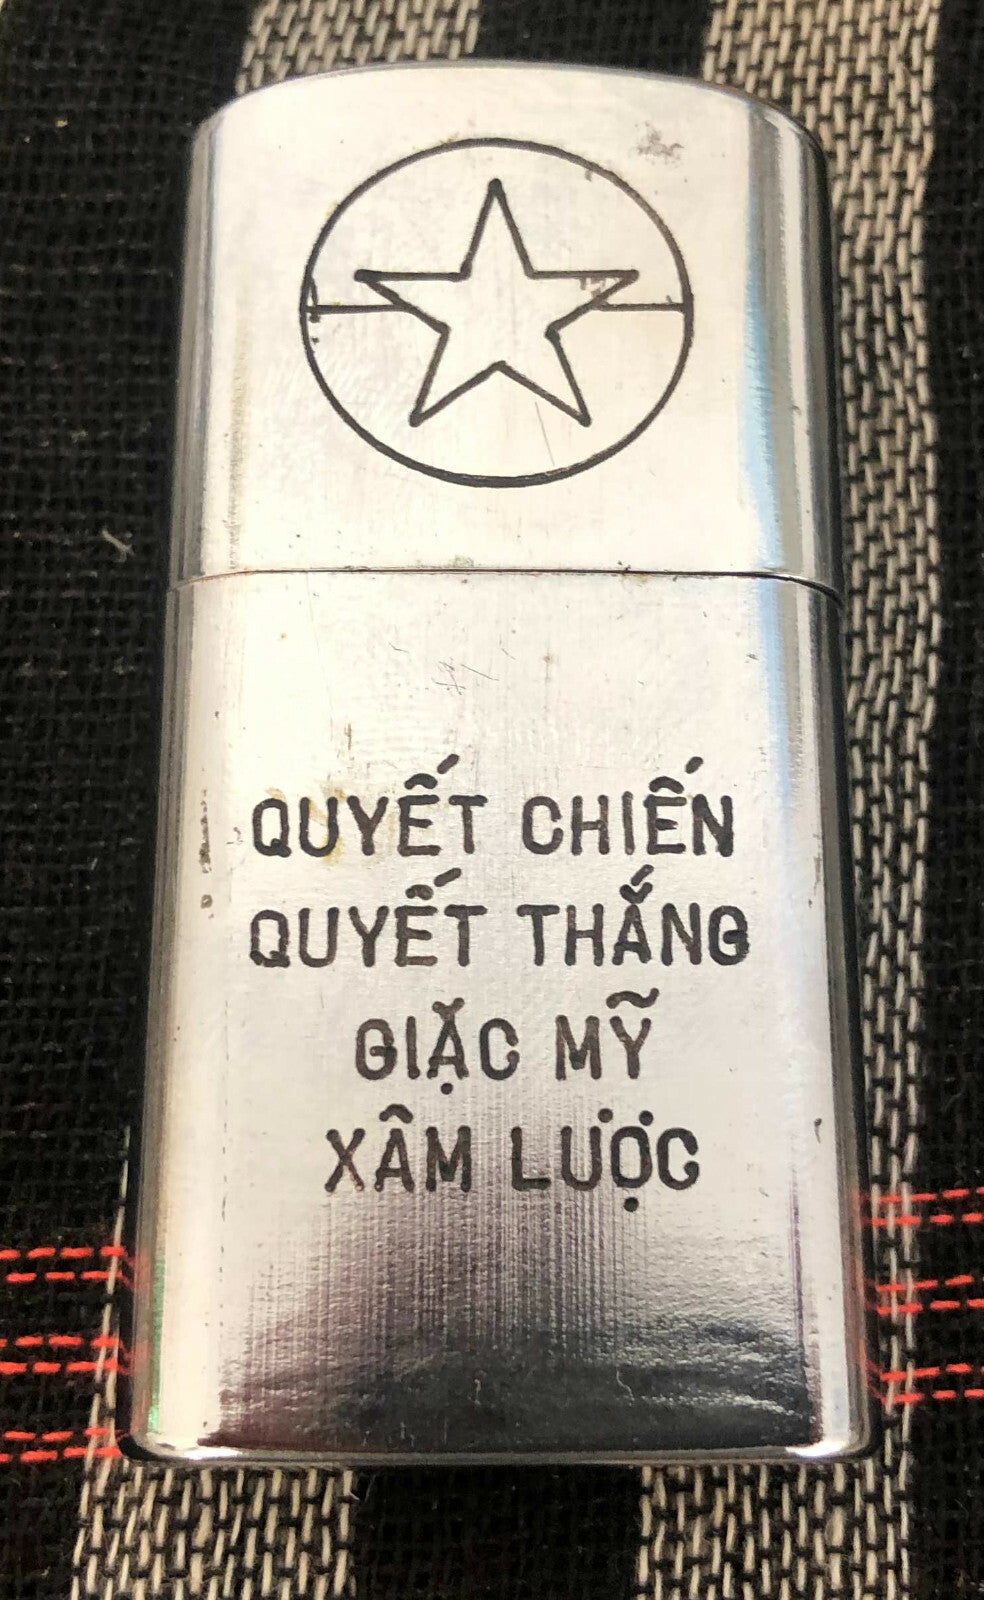 QUYẾT CHIẾN
QUYẾT THẮNG
GIẶC MỸ
XÂM LƯỢC